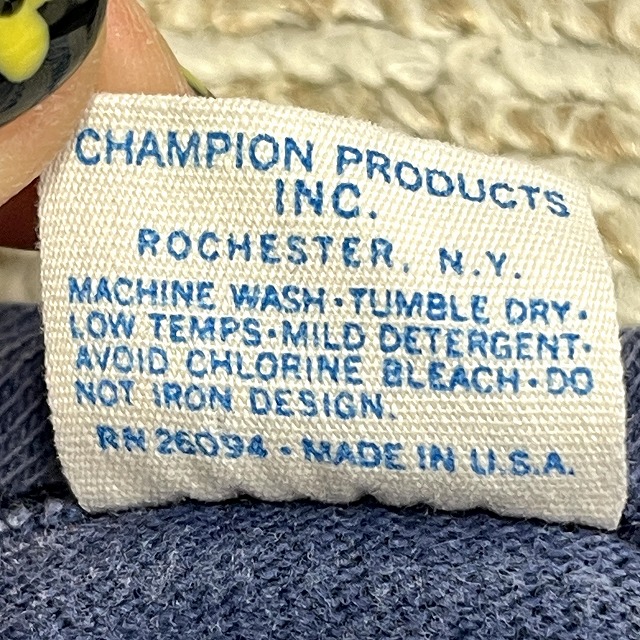 CHAMPION PRODUCTS
INC.
ROCHESTER, N.Y.
MACHINE WASH • TUMBLE DRY •
LOW TEMPS • MILD DETERGENT •
AVOID CHLORINE BLEACH • DO
NOT IRON DESIGN.
RN 26094 • MADE IN U.S.A.